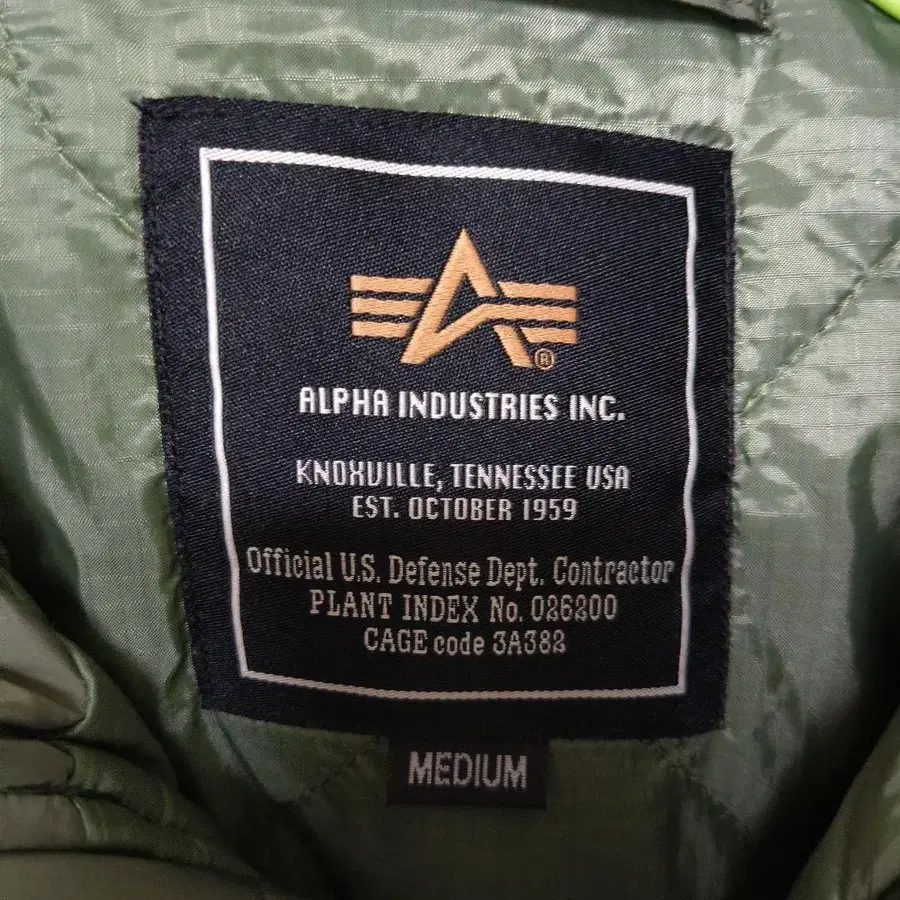 ®
ALPHA INDUSTRIES INC.
KNOXVILLE, TENNESSEE USA
EST. OCTOBER 1959
Official U.S. Defense Dept. Contractor
PLANT INDEX No. 026200
CAGE code 3A382
MEDIUM